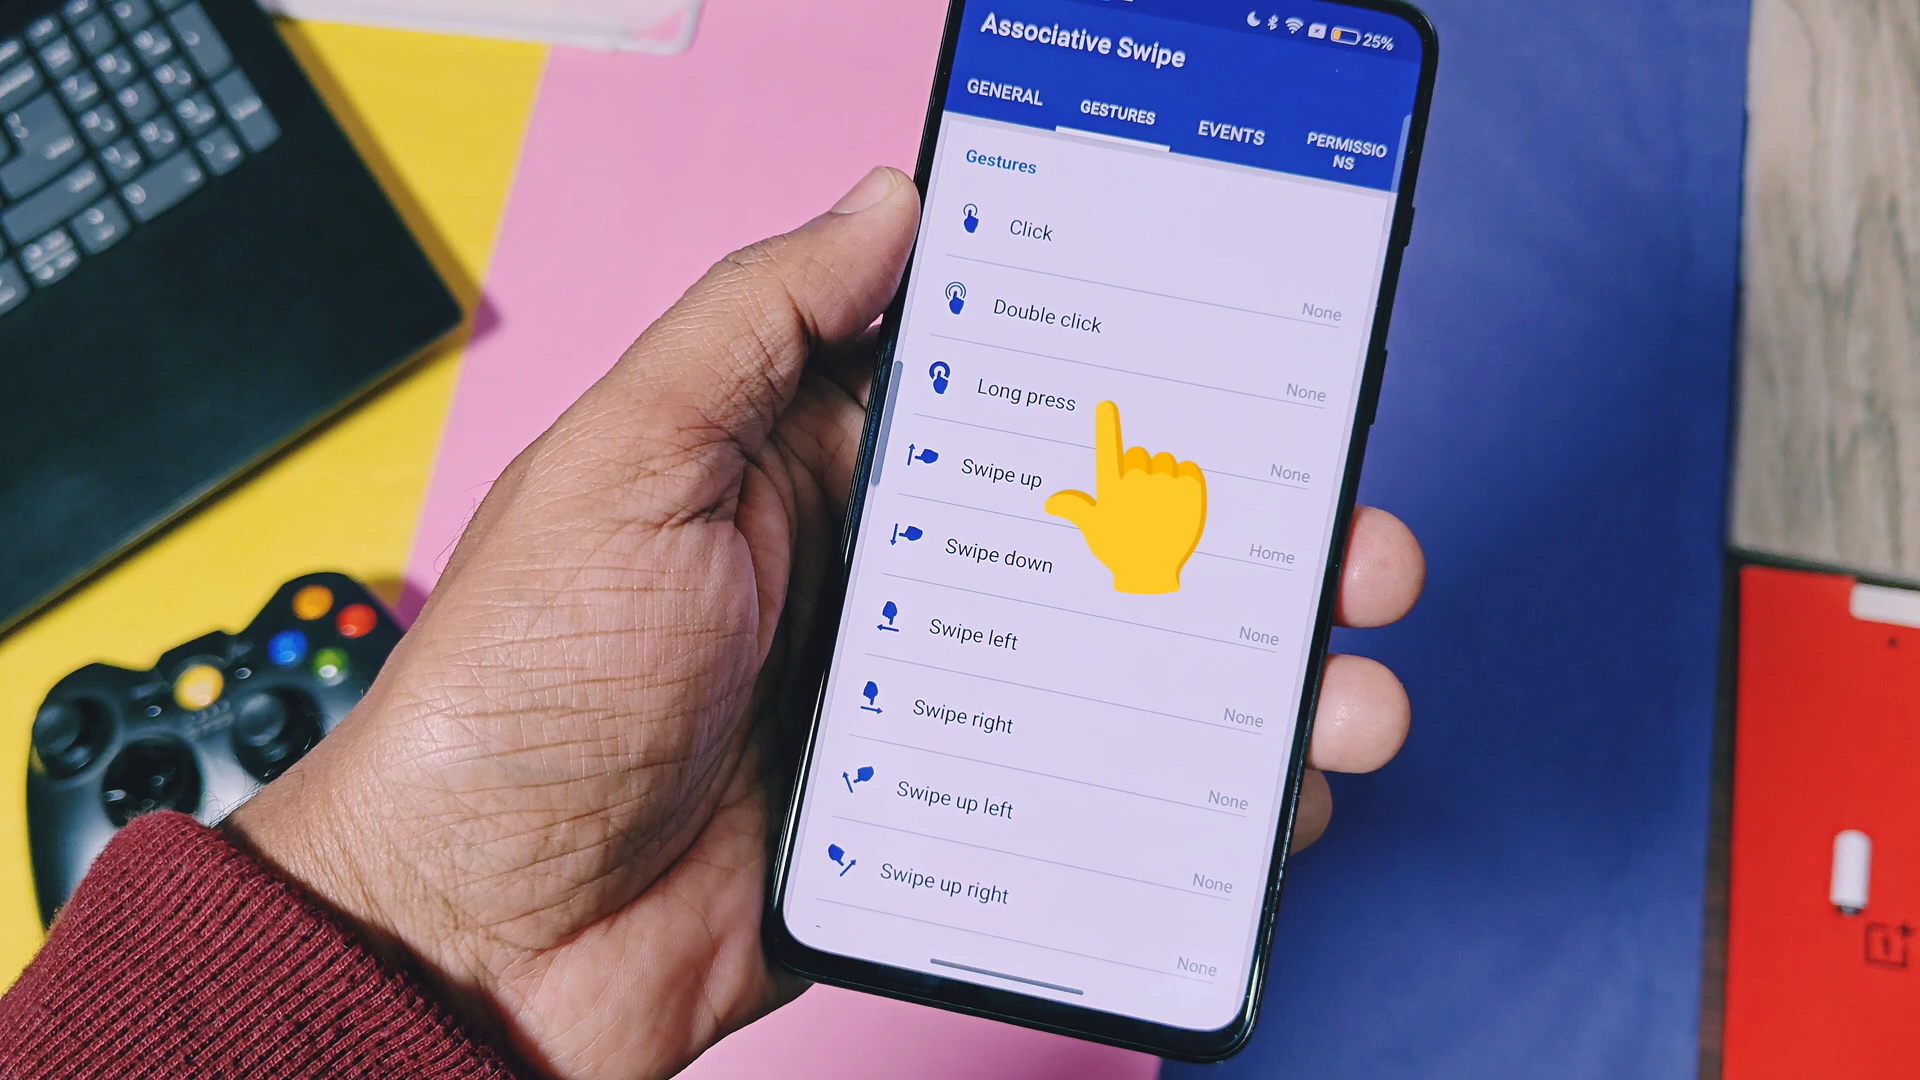 25%
Associative Swipe
GENERAL
GESTURES
EVENTS
PERMISSIO
NS
Gestures
Click
None
Double click
None
Long press
None
Swipe up
Home
Swipe down
None
Swipe left
None
Swipe right
None
Swipe up left
None
Swipe up right
None
1+